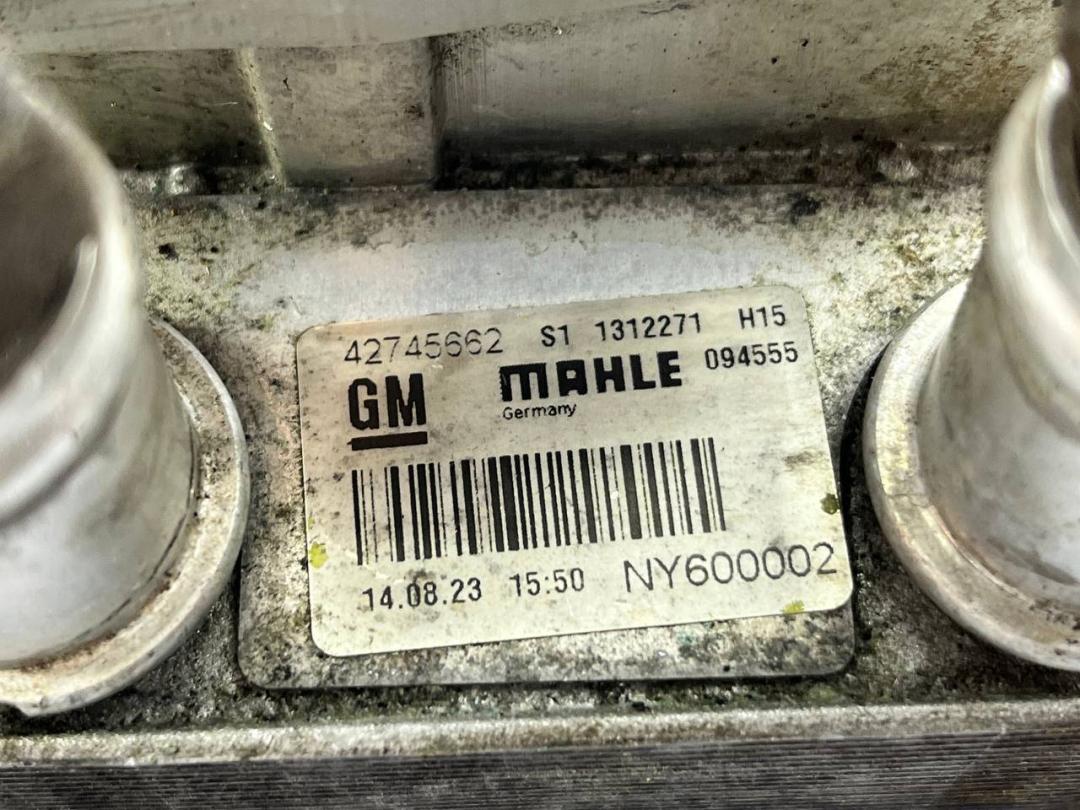 42745662 S1 1312271 H15
GM MAHLE 094555
Germany
14.08.23 15:50 NY600002